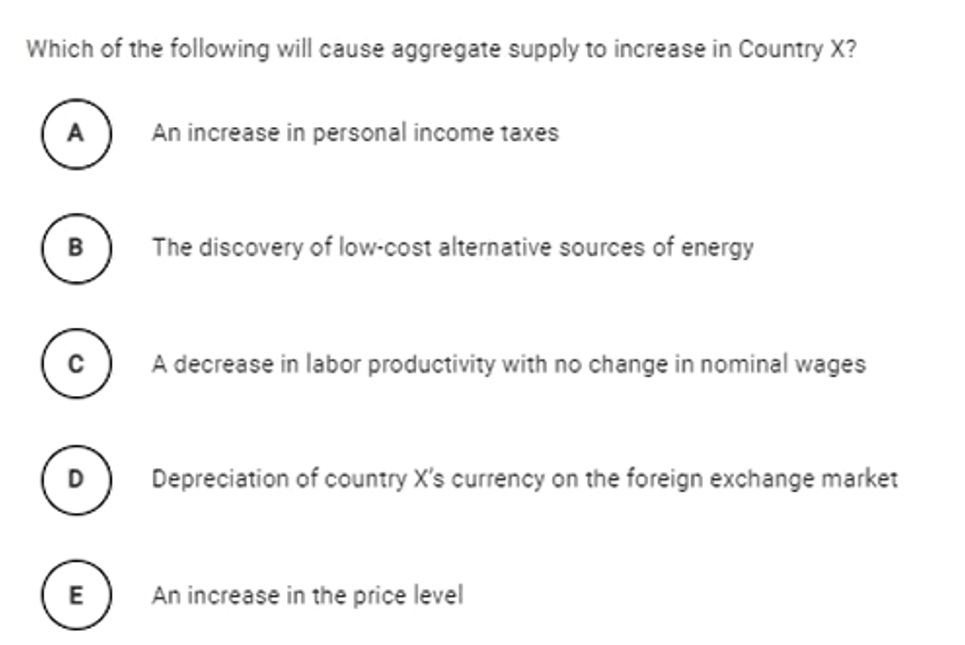 Which of the following will cause aggregate supply to increase in Country X?
A An increase in personal income taxes
B The discovery of low-cost alternative sources of energy
C A decrease in labor productivity with no change in nominal wages
D Depreciation of country X's currency on the foreign exchange market
E An increase in the price level